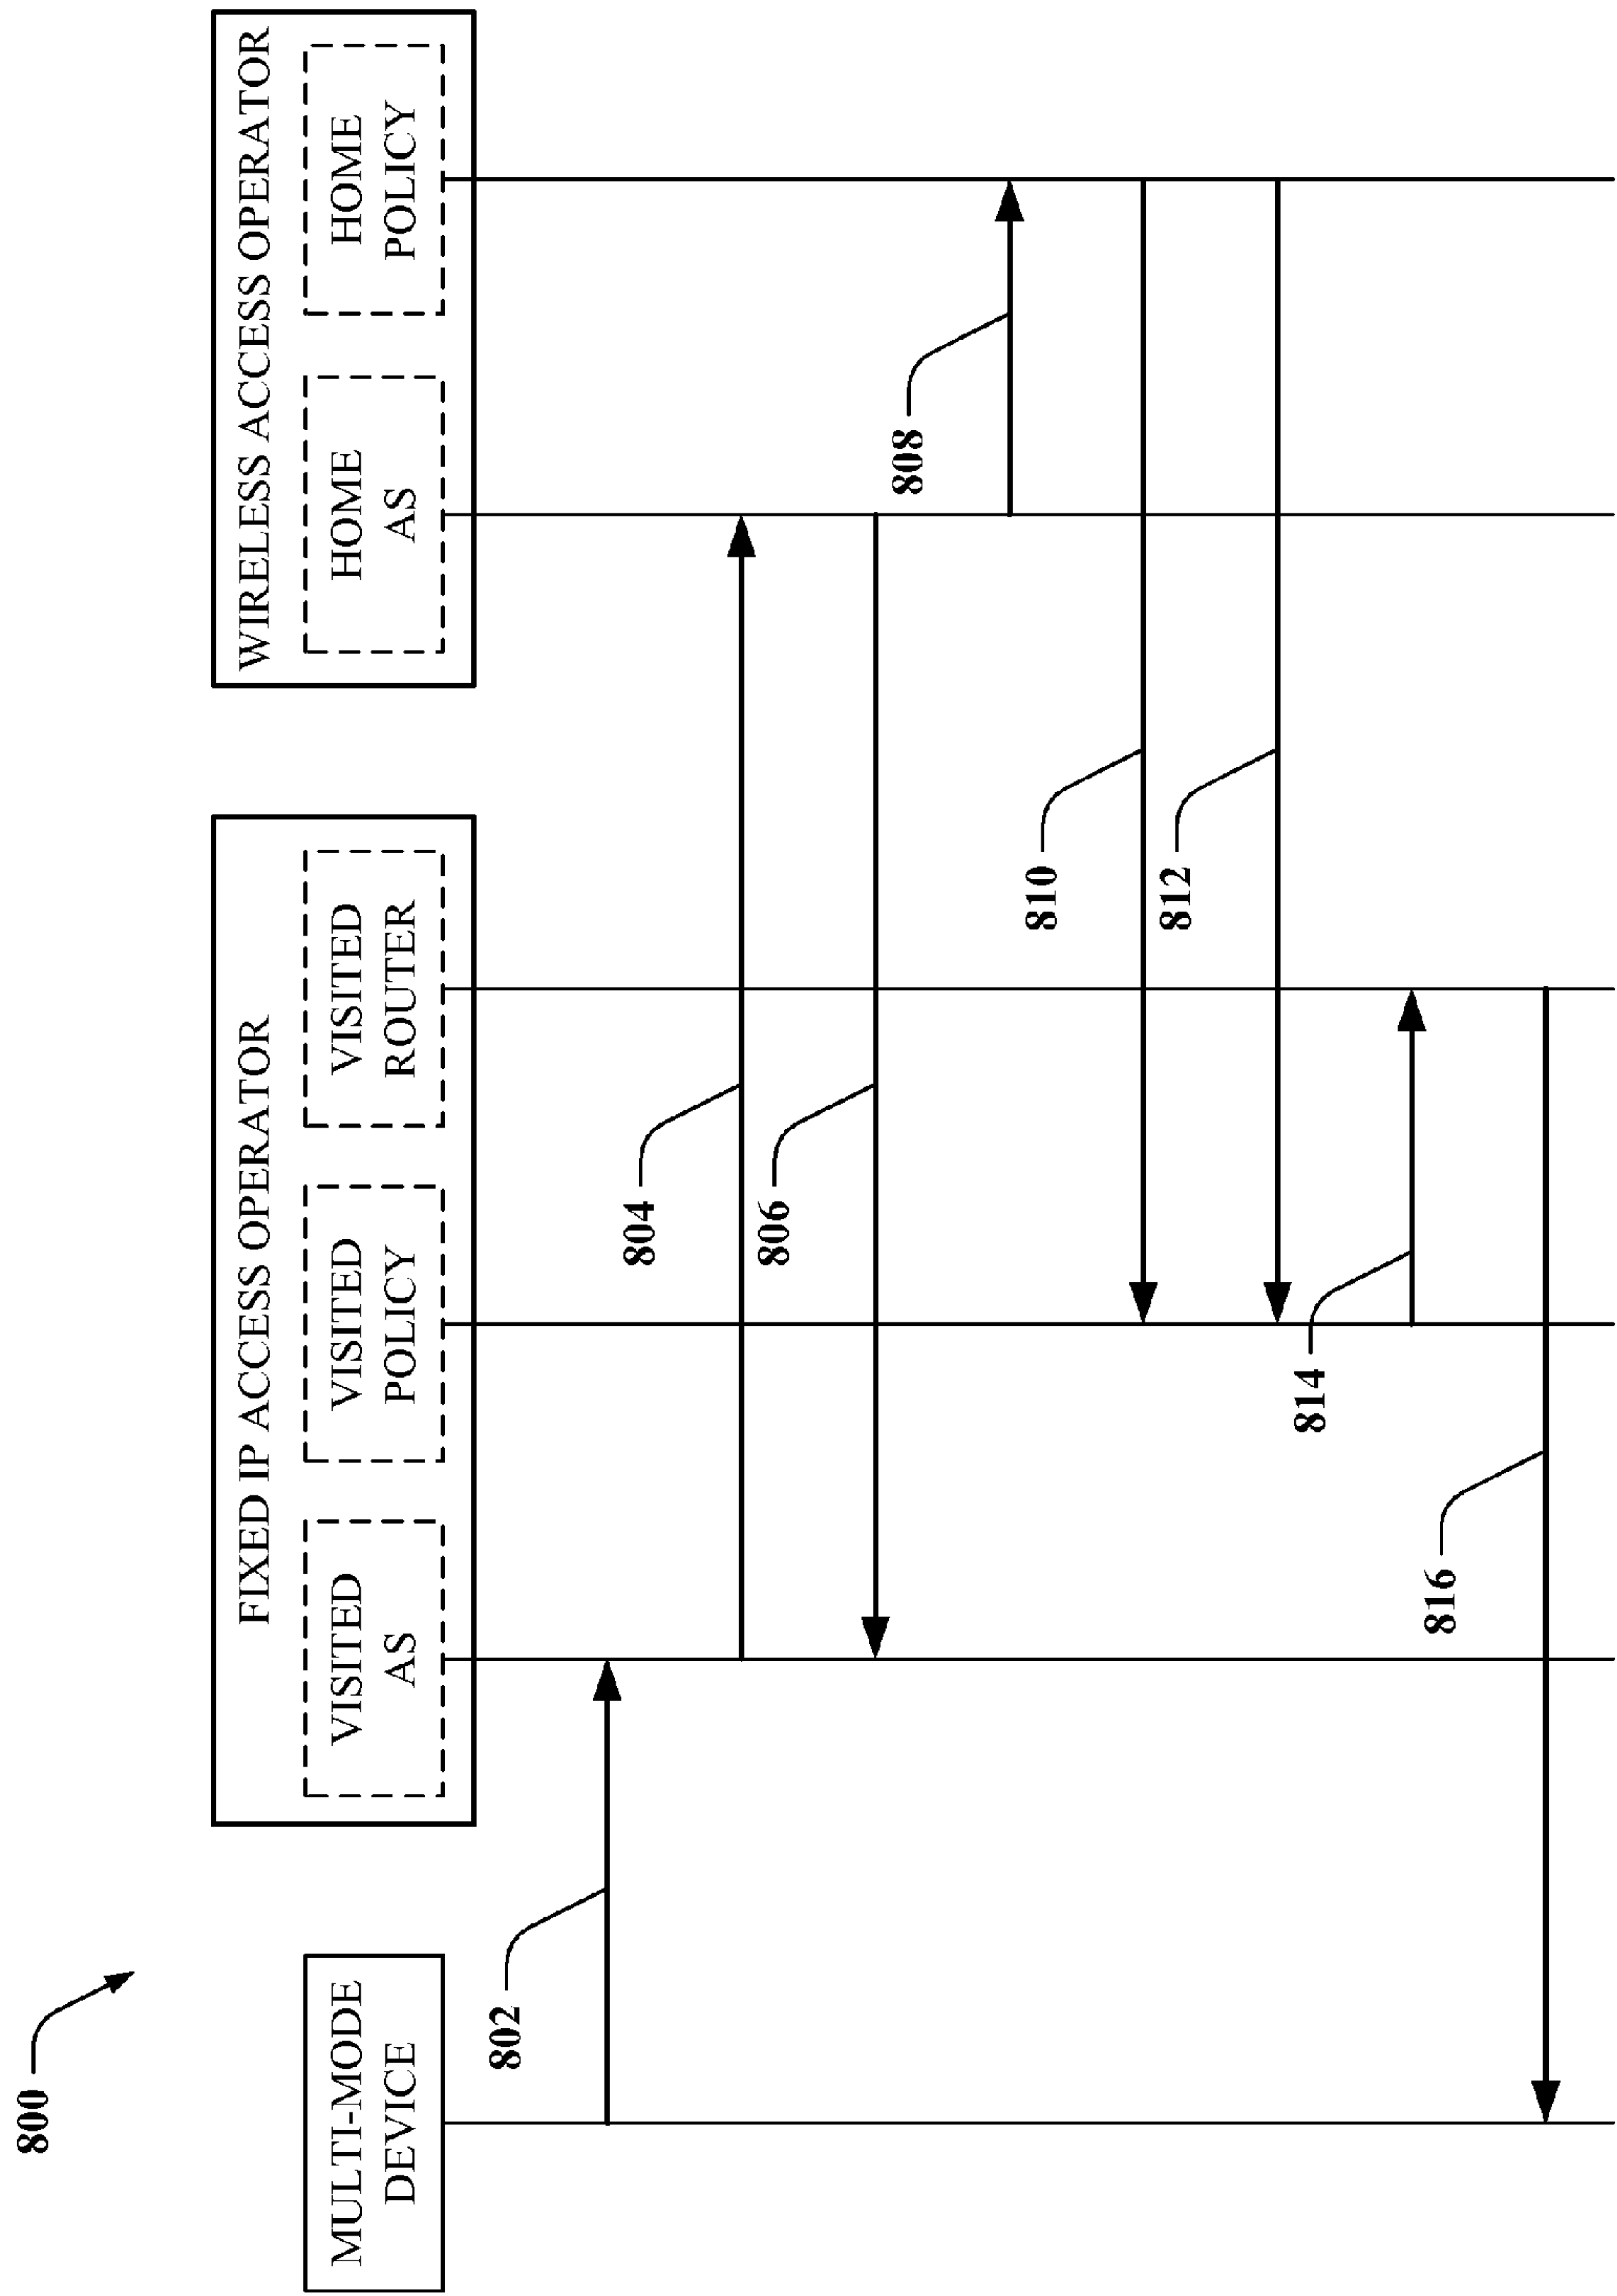 800
MULTI-MODE
DEVICE
FIXED IP ACCESS OPERATOR
VISITED
AS
VISITED
POLICY
VISITED
ROUTER
WIRELESS ACCESS OPERATOR
HOME
AS
HOME
POLICY
802
804
806
808
810
812
814
816